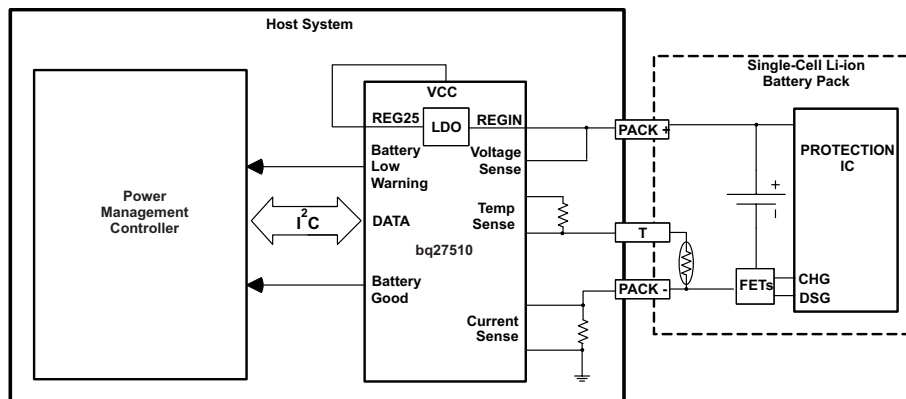 Host System
Power
Management
Controller
I2C
VCC
REG25
LDO
REGIN
Battery
Low
Warning
Voltage
Sense
DATA
Temp
Sense
bq27510
Battery
Good
Current
Sense
PACK +
T
PACK -
Single-Cell Li-ion
Battery Pack
PROTECTION
IC
+
–
FETs
CHG
DSG